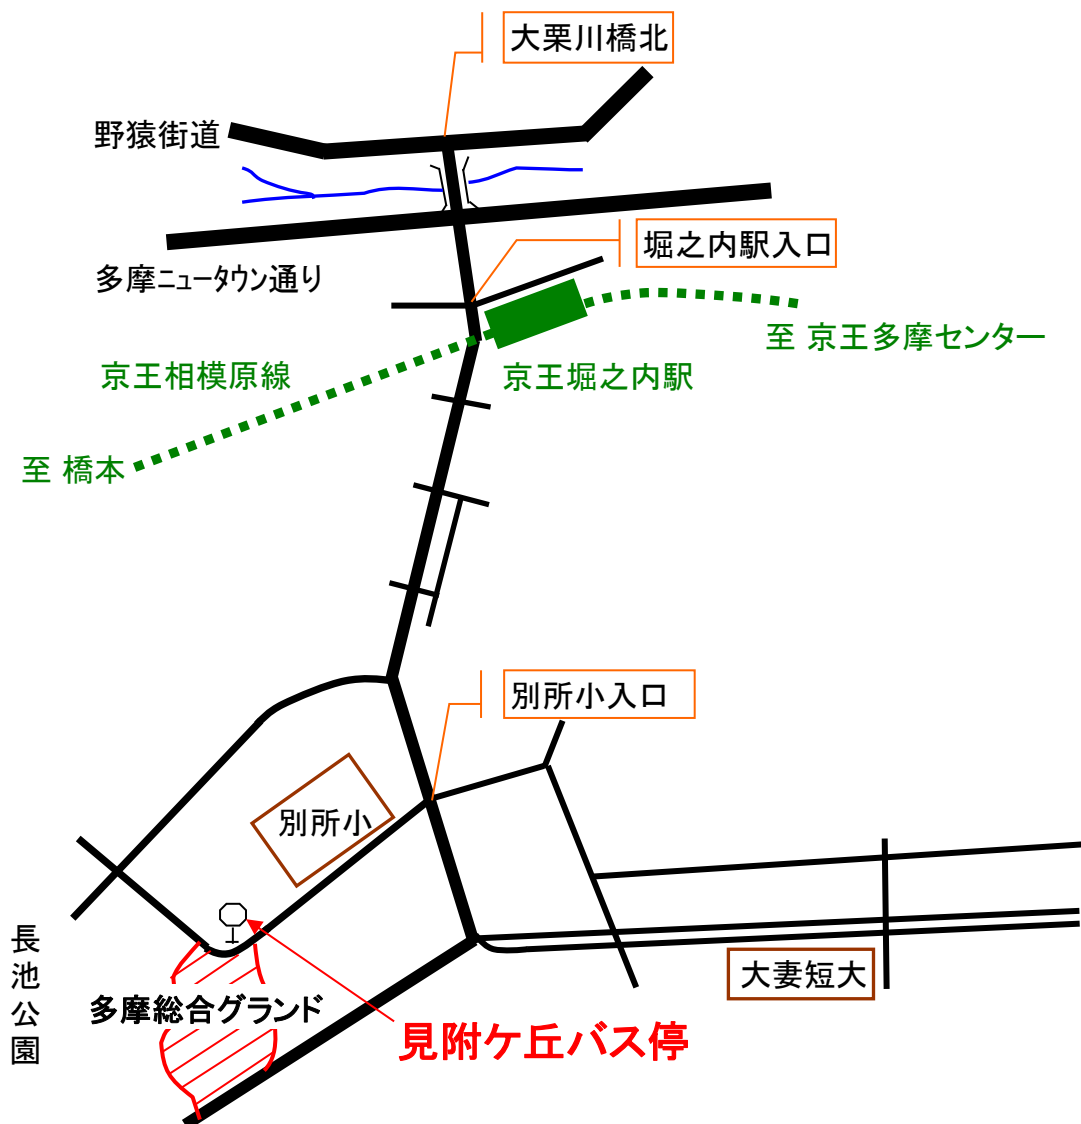 大栗川橋北
野猿街道
堀之内駅入口
多摩ニュータウン通り
至 京王多摩センター
京王相模原線
京王堀之内駅
至 橋本
別所小入口
別所小
長池公園
大妻短大
多摩総合グランド
見附ケ丘バス停